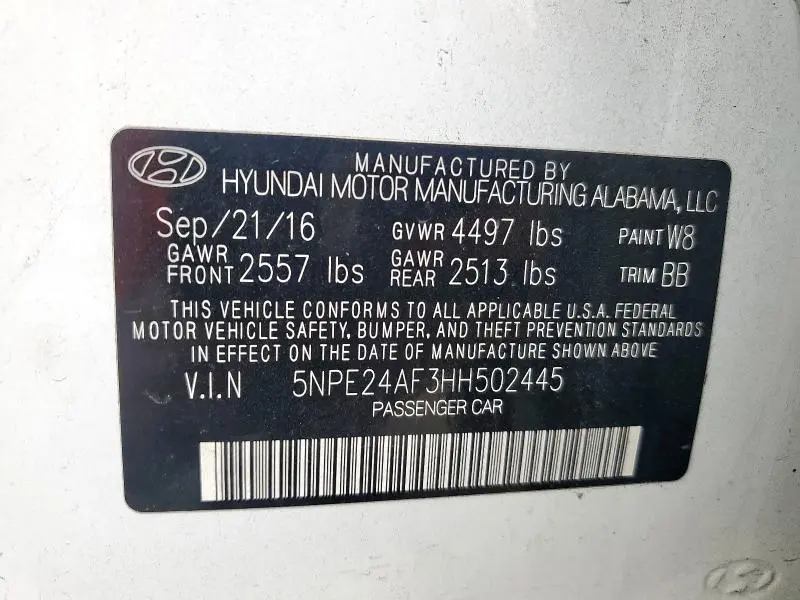 MANUFACTURED BY
HYUNDAI MOTOR MANUFACTURING ALABAMA, LLC
Sep/21/16 GVWR 4497 lbs PAINT W8
GAWR FRONT 2557 lbs GAWR REAR 2513 lbs TRIM BB
THIS VEHICLE CONFORMS TO ALL APPLICABLE U.S.A. FEDERAL
MOTOR VEHICLE SAFETY, BUMPER, AND THEFT PREVENTION STANDARDS
IN EFFECT ON THE DATE OF MANUFACTURE SHOWN ABOVE
V.I.N 5NPE24AF3HH502445
PASSENGER CAR